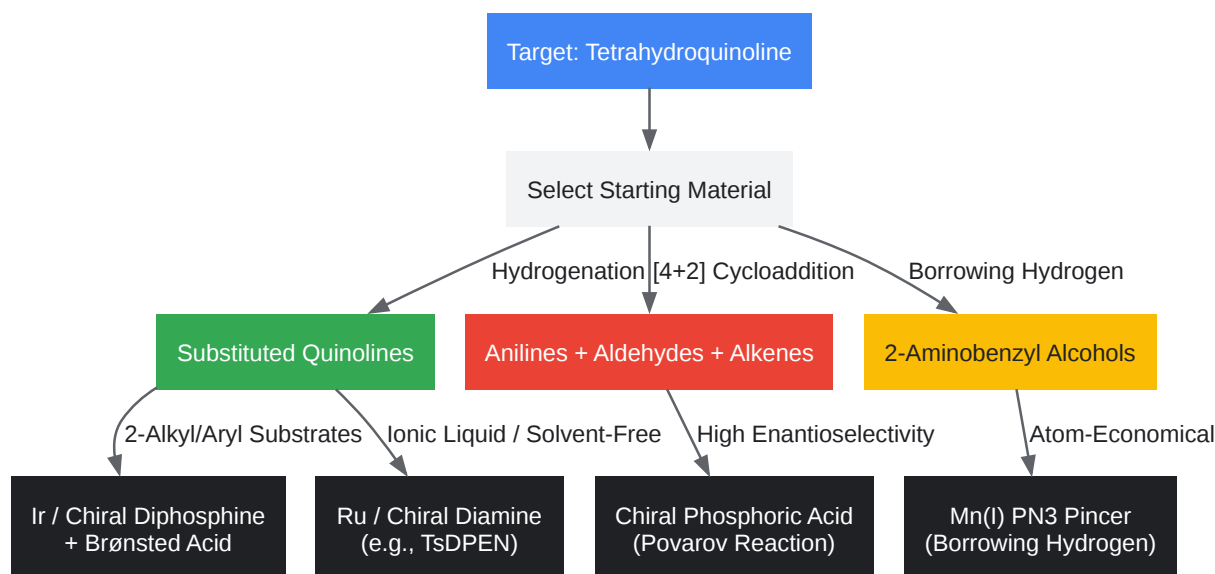 Target: Tetrahydroquinoline
Select Starting Material
Hydrogenation
[4+2] Cycloaddition
Borrowing Hydrogen
Substituted Quinolines
Anilines + Aldehydes + Alkenes
2-Aminobenzyl Alcohols
2-Alkyl/Aryl Substrates
Ionic Liquid / Solvent-Free
High Enantioselectivity
Atom-Economical
Ir / Chiral Diphosphine
+ Brønsted Acid
Ru / Chiral Diamine
(e.g., TsDPEN)
Chiral Phosphoric Acid
(Povarov Reaction)
Mn(I) PN3 Pincer
(Borrowing Hydrogen)